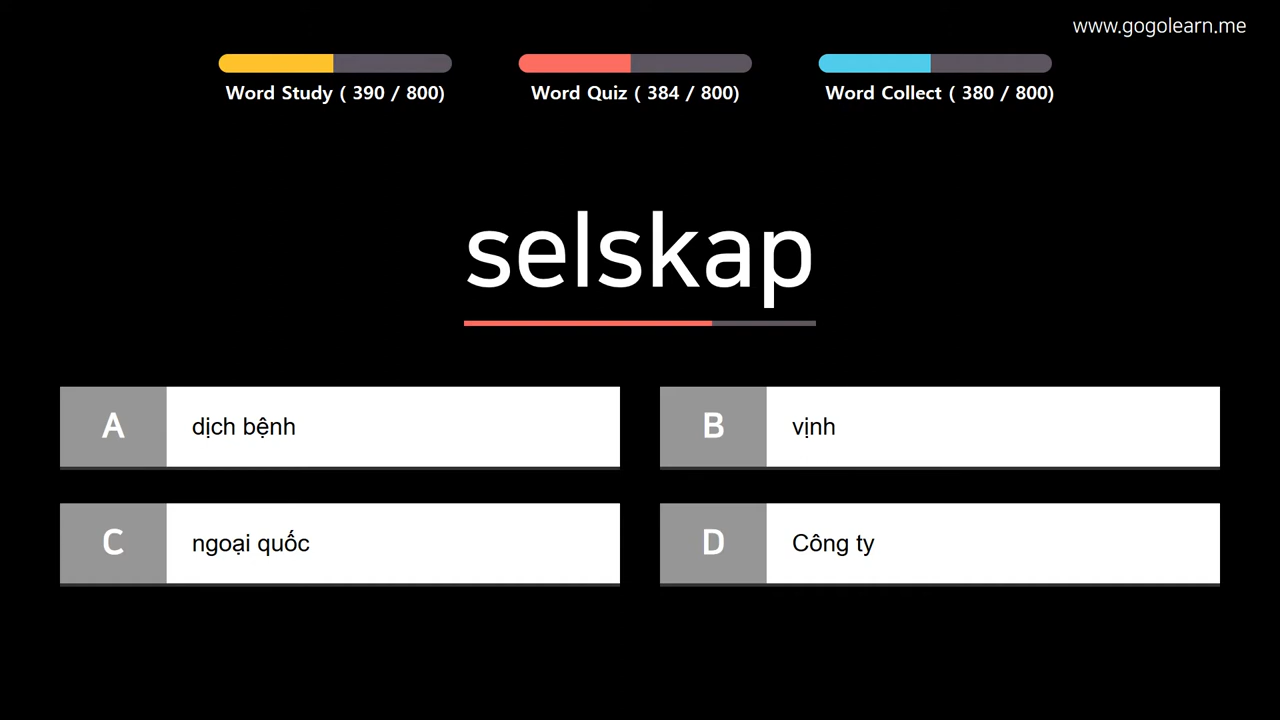 www.gogolearn.me
Word Study ( 390 / 800)
Word Quiz ( 384 / 800)
Word Collect ( 380 / 800)
selskap
A dịch bệnh
B vịnh
C ngoại quốc
D Công ty